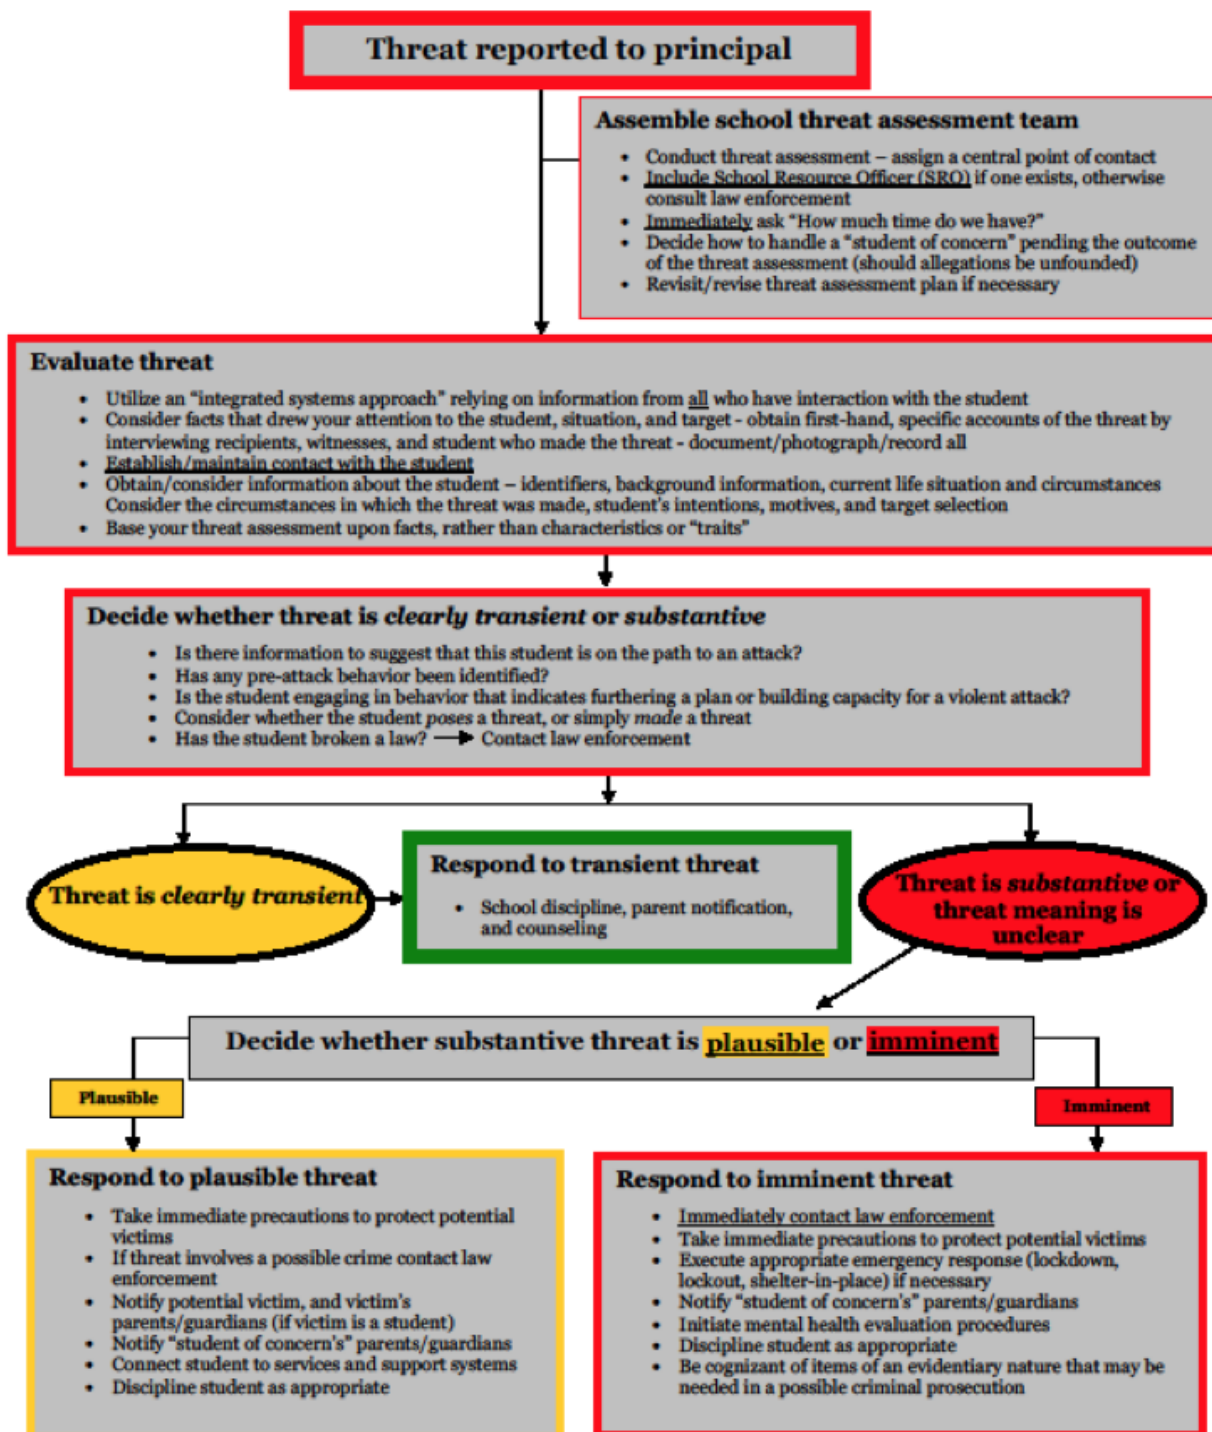 Threat reported to principal
Assemble school threat assessment team
• Conduct threat assessment – assign a central point of contact
• Include School Resource Officer (SRO) if one exists, otherwise
consult law enforcement
• Immediately ask “How much time do we have?”
• Decide how to handle a “student of concern” pending the outcome
of the threat assessment (should allegations be unfounded)
• Revisit/revise threat assessment plan if necessary
Evaluate threat
• Utilize an “integrated systems approach” relying on information from all who have interaction with the student
• Consider facts that drew your attention to the student, situation, and target - obtain first-hand, specific accounts of the threat by
interviewing recipients, witnesses, and student who made the threat - document/photograph/record all
• Establish/maintain contact with the student
• Obtain/consider information about the student – identifiers, background information, current life situation and circumstances
Consider the circumstances in which the threat was made, student’s intentions, motives, and target selection
• Base your threat assessment upon facts, rather than characteristics or “traits”
Decide whether threat is clearly transient or substantive
• Is there information to suggest that this student is on the path to an attack?
• Has any pre-attack behavior been identified?
• Is the student engaging in behavior that indicates furthering a plan or building capacity for a violent attack?
• Consider whether the student poses a threat, or simply made a threat
• Has the student broken a law? → Contact law enforcement
Threat is clearly transient
Respond to transient threat
• School discipline, parent notification,
and counseling
Threat is substantive or
threat meaning is
unclear
Decide whether substantive threat is plausible or imminent
Plausible
Imminent
Respond to plausible threat
• Take immediate precautions to protect potential
victims
• If threat involves a possible crime contact law
enforcement
• Notify potential victim, and victim’s
parents/guardians (if victim is a student)
• Notify “student of concern’s” parents/guardians
• Connect student to services and support systems
• Discipline student as appropriate
Respond to imminent threat
• Immediately contact law enforcement
• Take immediate precautions to protect potential victims
• Execute appropriate emergency response (lockdown,
lockout, shelter-in-place) if necessary
• Notify “student of concern’s” parents/guardians
• Initiate mental health evaluation procedures
• Discipline student as appropriate
• Be cognizant of items of an evidentiary nature that may be
needed in a possible criminal prosecution